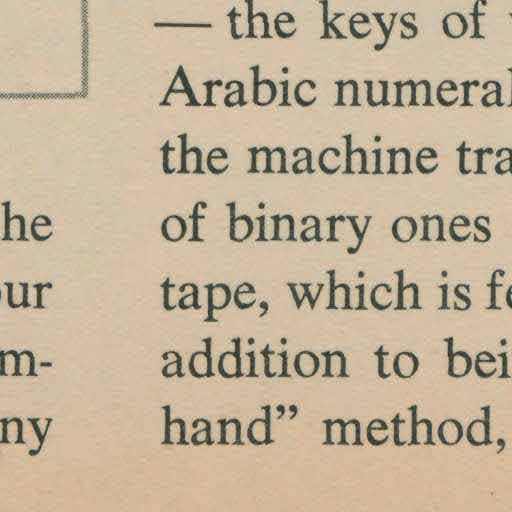 he
our
m-
ny
— the keys of
Arabic numeral
the machine tra
of binary ones
tape, which is fe
addition to bei
hand” method,